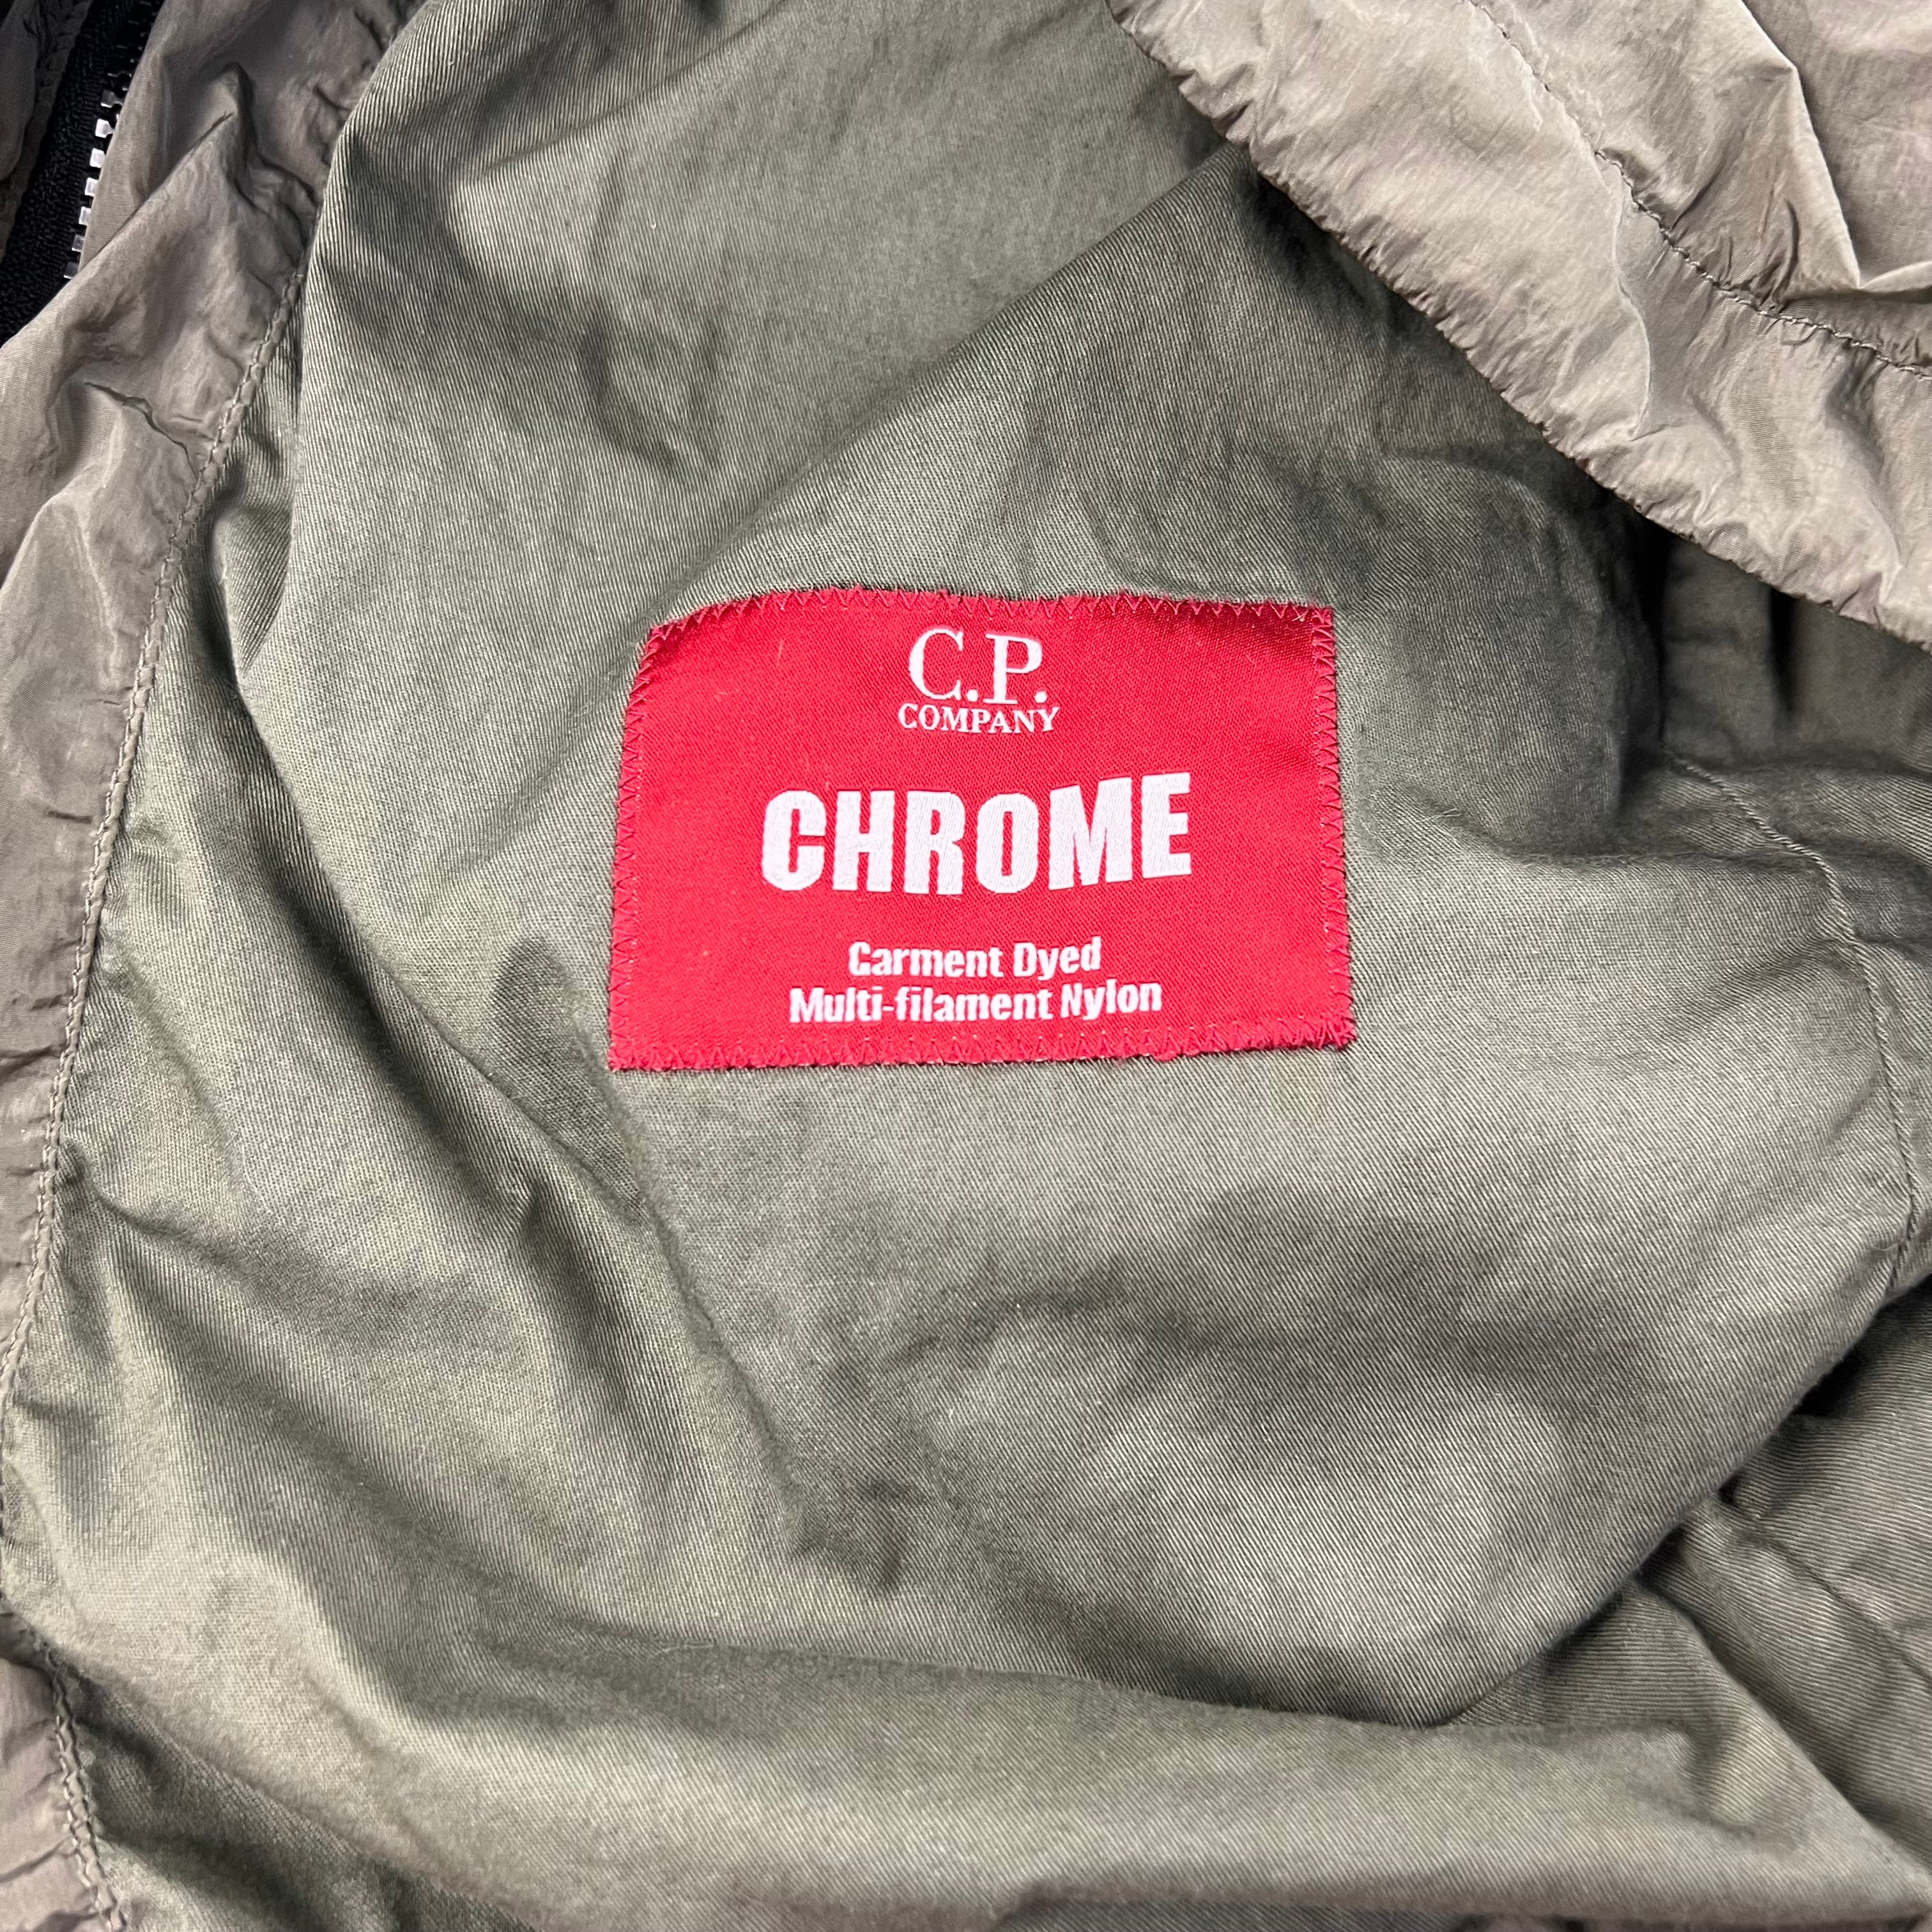 C.P.
COMPANY
CHROME
Garment Dyed
Multi-filament Nylon